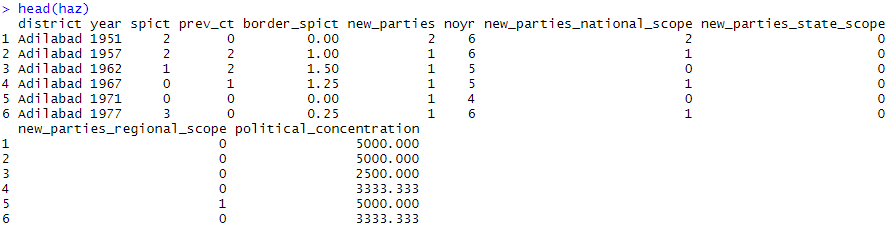 > head(haz)
  district year spict prev_ct border_spict new_parties noyr new_parties_national_scope new_parties_state_scope
1 Adilabad 1951     2       0         0.00           2    6                          2                       0
2 Adilabad 1957     2       2         1.00           1    6                          1                       0
3 Adilabad 1962     1       2         1.50           1    5                          0                       0
4 Adilabad 1967     0       1         1.25           1    5                          1                       0
5 Adilabad 1971     0       0         0.00           1    4                          0                       0
6 Adilabad 1977     3       0         0.25           1    6                          1                       0
  new_parties_regional_scope political_concentration
1                          0                5000.000
2                          0                5000.000
3                          0                2500.000
4                          0                3333.333
5                          1                5000.000
6                          0                3333.333